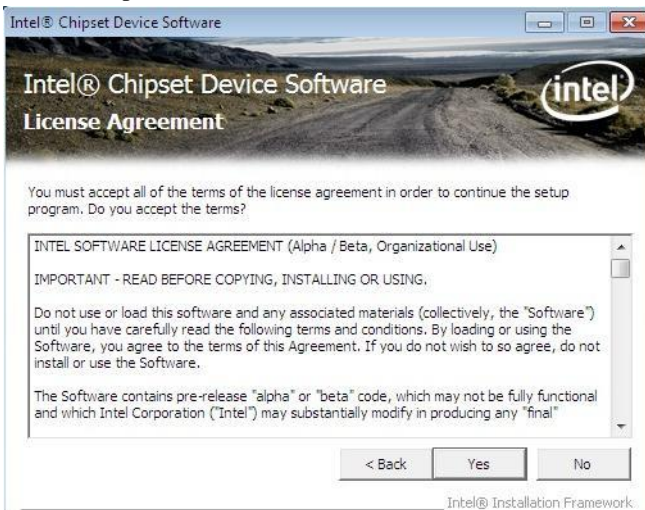 Intel® Chipset Device Software
Intel® Chipset Device Software
intel
License Agreement
You must accept all of the terms of the license agreement in order to continue the setup
program. Do you accept the terms?
INTEL SOFTWARE LICENSE AGREEMENT (Alpha / Beta, Organizational Use)
IMPORTANT - READ BEFORE COPYING, INSTALLING OR USING.
Do not use or load this software and any associated materials (collectively, the "Software")
until you have carefully read the following terms and conditions. By loading or using the
Software, you agree to the terms of this Agreement. If you do not wish to so agree, do not
install or use the Software.
The Software contains pre-release "alpha" or "beta" code, which may not be fully functional
and which Intel Corporation ("Intel") may substantially modify in producing any "final"
< Back
Yes
No
Intel® Installation Framework